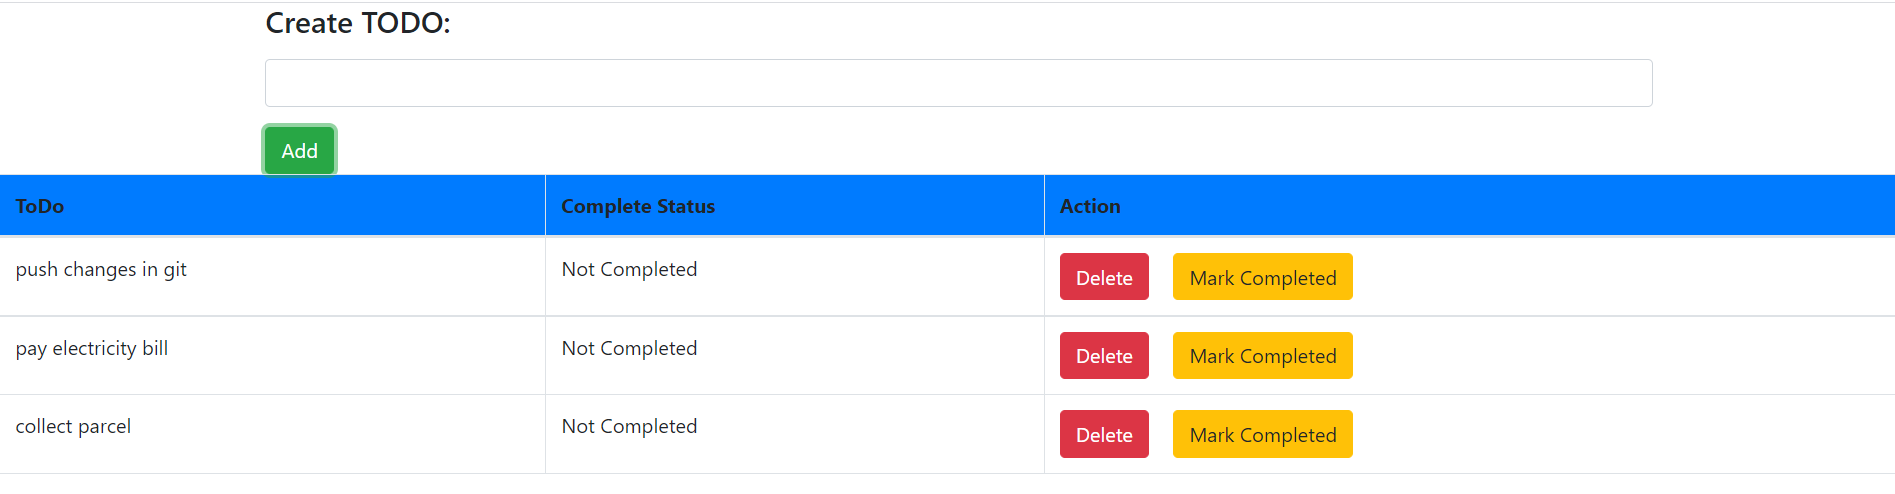 Create TODO:
Add
ToDo Complete Status Action
push changes in git Not Completed Delete Mark Completed
pay electricity bill Not Completed Delete Mark Completed
collect parcel Not Completed Delete Mark Completed